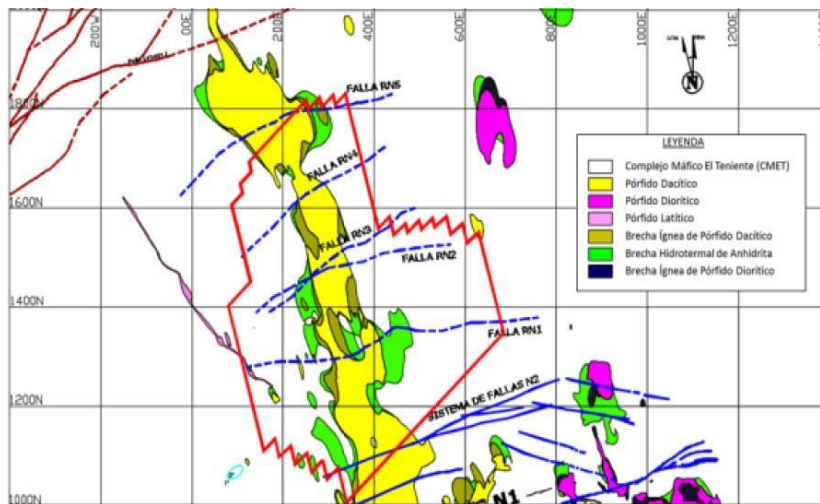 200W
00E
200E
400E
600E
800E
1000E
1200E
FALLA RN5
1800N
FALLA RN4
LEYENDA
Complejo Máfico El Teniente (CMET)
Pórfido Dacítico
Pórfido Diorítico
Pórfido Latítico
Brecha Ígnea de Pórfido Dacítico
Brecha Hidrotermal de Anhidrita
Brecha Ígnea de Pórfido Diorítico
N
1600N
FALLA RN3
FALLA RN2
1400N
FALLA RN1
1200N
SISTEMA DE FALLAS N2
1000N
N1